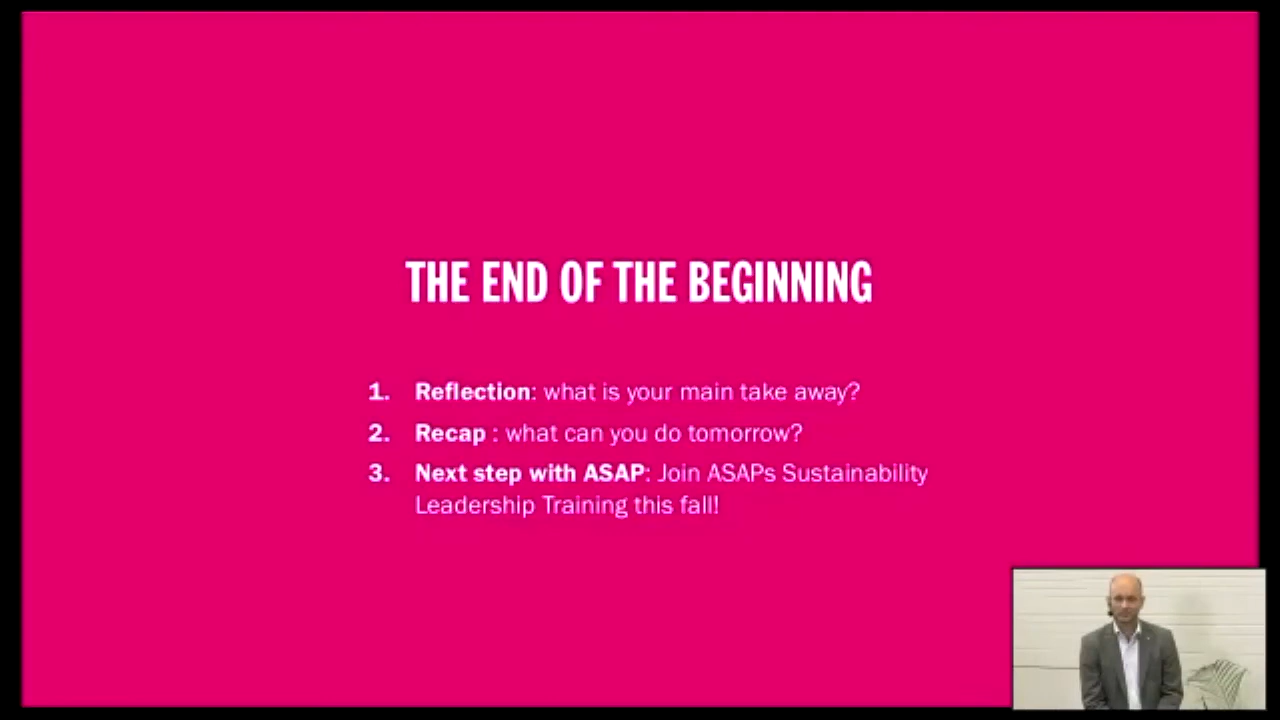 THE END OF THE BEGINNING
1. Reflection: what is your main take away?
2. Recap : what can you do tomorrow?
3. Next step with ASAP: Join ASAPs Sustainability
Leadership Training this fall!